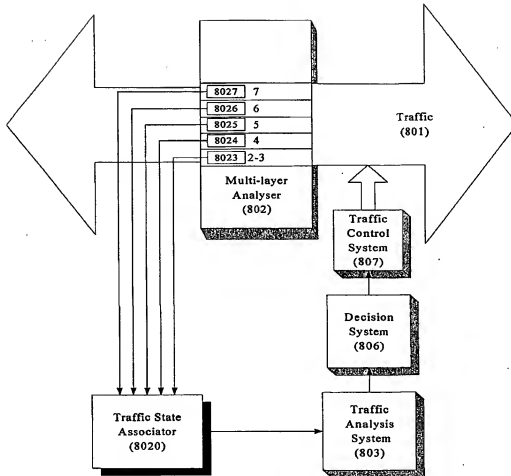 8027 7
8026 6
8025 5
8024 4
8023 2-3
Multi-layer
Analyser
(802)
Traffic
(801)
Traffic
Control
System
(807)
Decision
System
(806)
Traffic State
Associator
(8020)
Traffic
Analysis
System
(803)